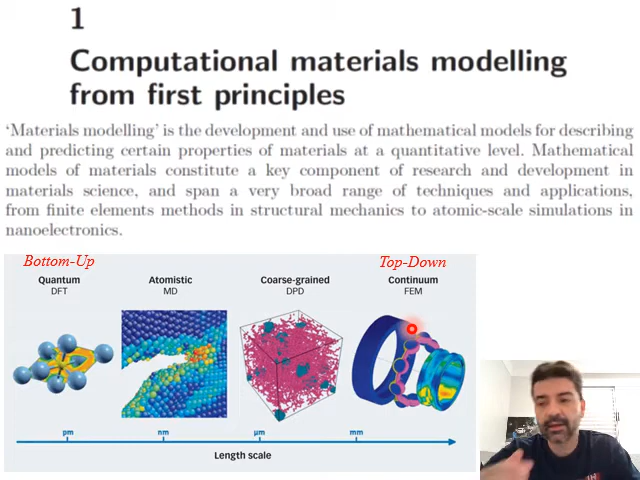 1
Computational materials modelling
from first principles
‘Materials modelling’ is the development and use of mathematical models for describing
and predicting certain properties of materials at a quantitative level. Mathematical
models of materials constitute a key component of research and development in
materials science, and span a very broad range of techniques and applications,
from finite elements methods in structural mechanics to atomic-scale simulations in
nanoelectronics.
Bottom-Up Top-Down
Quantum Atomistic Coarse-grained Continuum
DFT MD DPD FEM
pm nm µm mm
Length scale